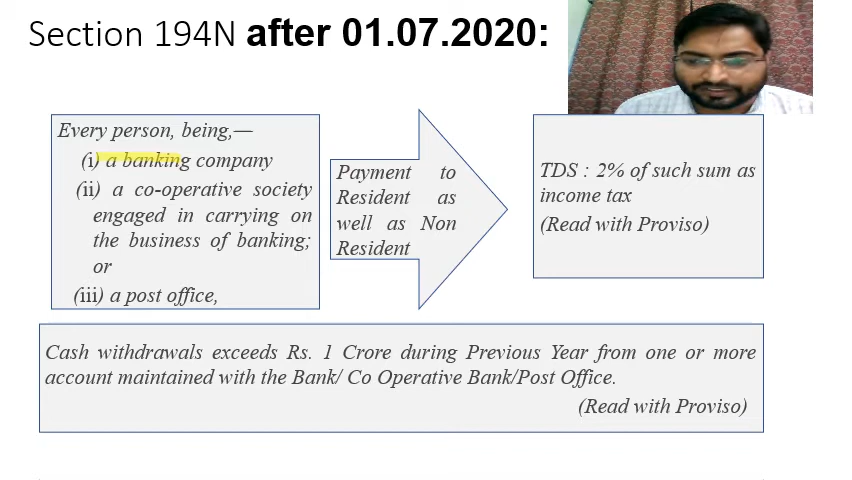 Section 194N after 01.07.2020:
Every person, being,—
(i) a banking company
(ii) a co-operative society
engaged in carrying on
the business of banking;
or
(iii) a post office,
Payment to
Resident as
well as Non
Resident
TDS : 2% of such sum as
income tax
(Read with Proviso)
Cash withdrawals exceeds Rs. 1 Crore during Previous Year from one or more
account maintained with the Bank/ Co Operative Bank/Post Office.
(Read with Proviso)